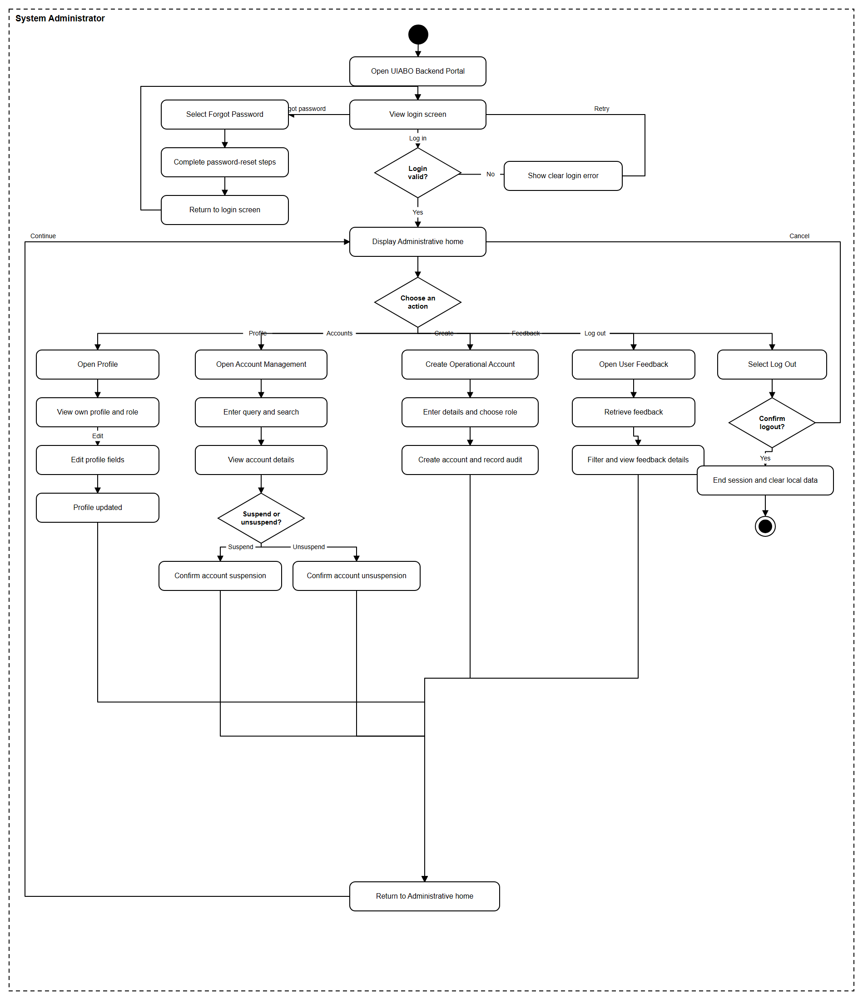 System Administrator
Open UIABO Backend Portal
Select Forgot Password
got password
View login screen
Retry
Log in
Complete password-reset steps
Login
valid?
No
Show clear login error
Return to login screen
Yes
Continue
Display Administrative home
Cancel
Choose an
action
Profile
Accounts
Create
Feedback
Log out
Open Profile
Open Account Management
Create Operational Account
Open User Feedback
Select Log Out
View own profile and role
Enter query and search
Enter details and choose role
Retrieve feedback
Confirm
logout?
Edit
Edit profile fields
View account details
Create account and record audit
Filter and view feedback details
Yes
End session and clear local data
Profile updated
Suspend or
unsuspend?
Suspend
Unsuspend
Confirm account suspension
Confirm account unsuspension
Return to Administrative home